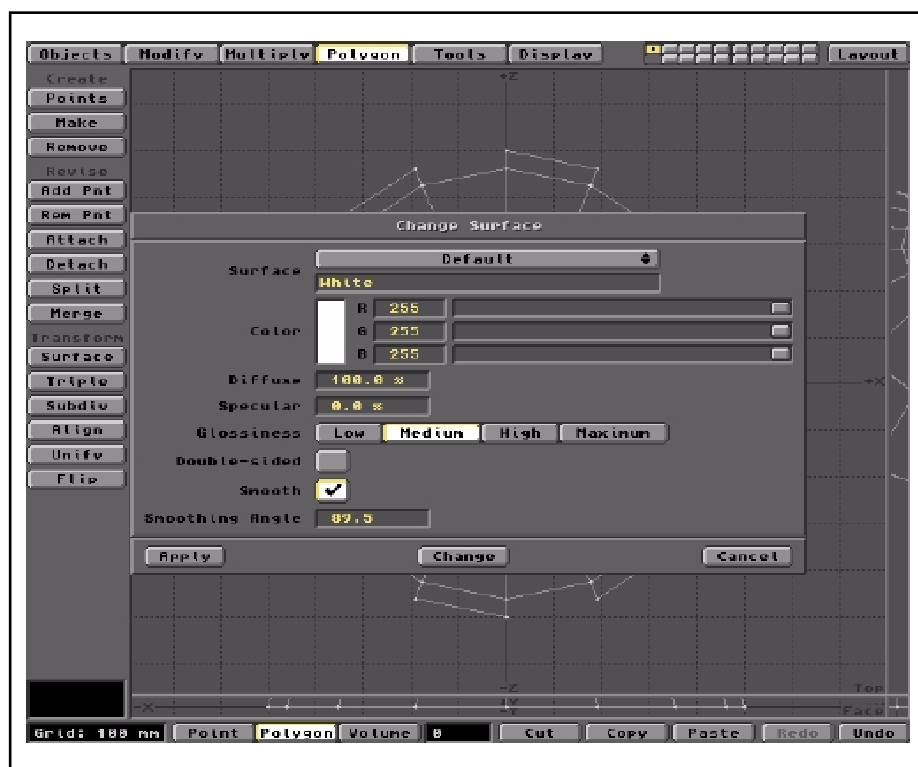 Objects Modify Multiply Polygon Tools Display Layout
Create
Points
Make
Remove
Revise
Add Pnt
Rem Pnt
Attach
Detach
Split
Merge
Transform
Surface
Triple
Subdiv
Align
Unify
Flip
+Z
Change Surface
Surface Default
White
Color R 255
G 255
B 255
Diffuse 100.0 %
Specular 0.0 %
Glossiness Low Medium High Maximum
Double-sided
Smooth
Smoothing Angle 89.5
Apply Change Cancel
+X
-Z Top
-X -Y Face
Grid: 100 mm Point Polygon Volume 0 Cut Copy Paste Redo Undo